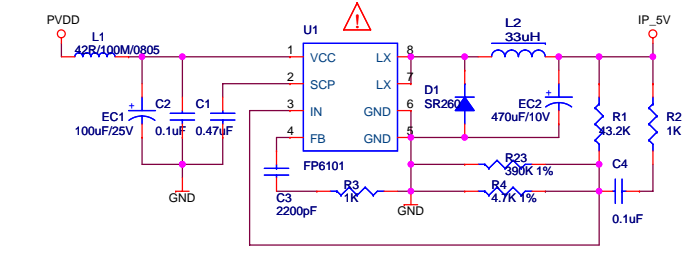 PVDD
L1
42R/100M/0805
U1
L2
33uH
IP_5V
1 VCC
2 SCP
3 IN
4 FB
LX 8
LX 7
GND 6
GND 5
FP6101
EC1
100uF/25V
C2
0.1uF
C1
0.47uF
GND
C3
2200pF
R3
1K
GND
D1
SR260
EC2
470uF/10V
R1
43.2K
R2
1K
R23
390K 1%
R4
4.7K 1%
C4
0.1uF